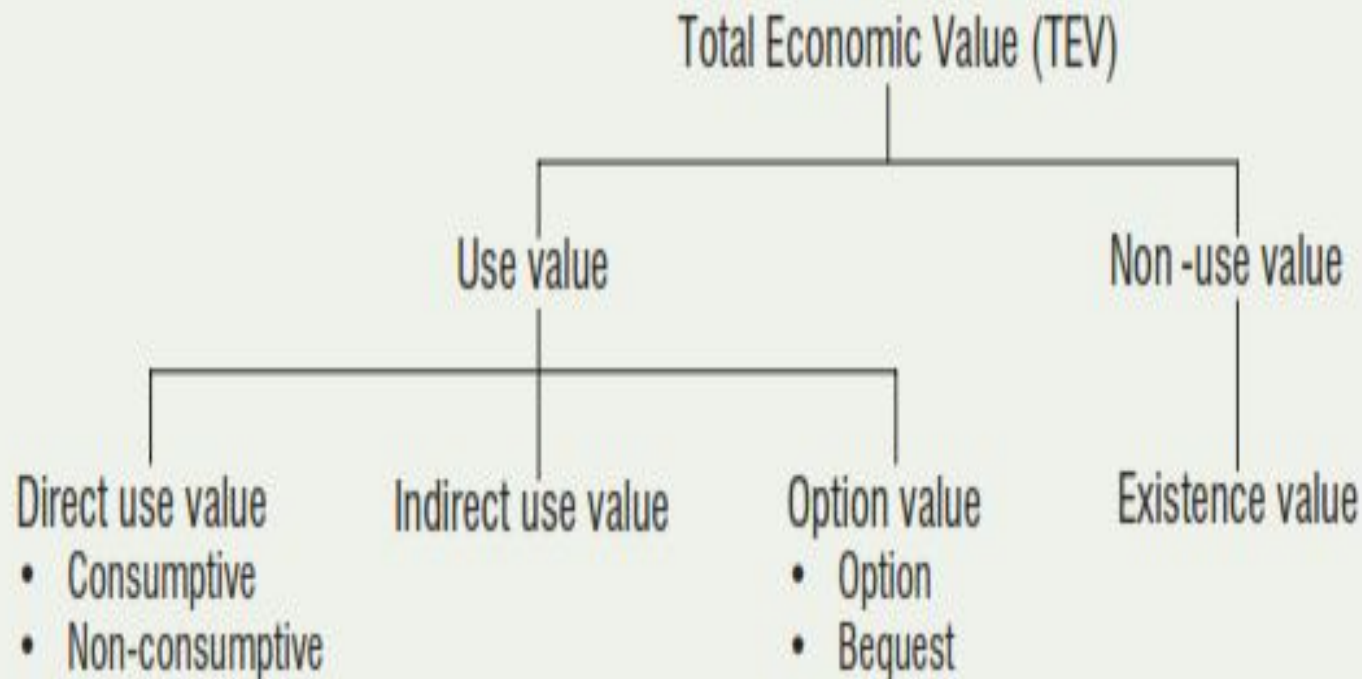 Total Economic Value (TEV)
Use value
Non -use value
Direct use value
• Consumptive
• Non-consumptive
Indirect use value
Option value
• Option
• Bequest
Existence value